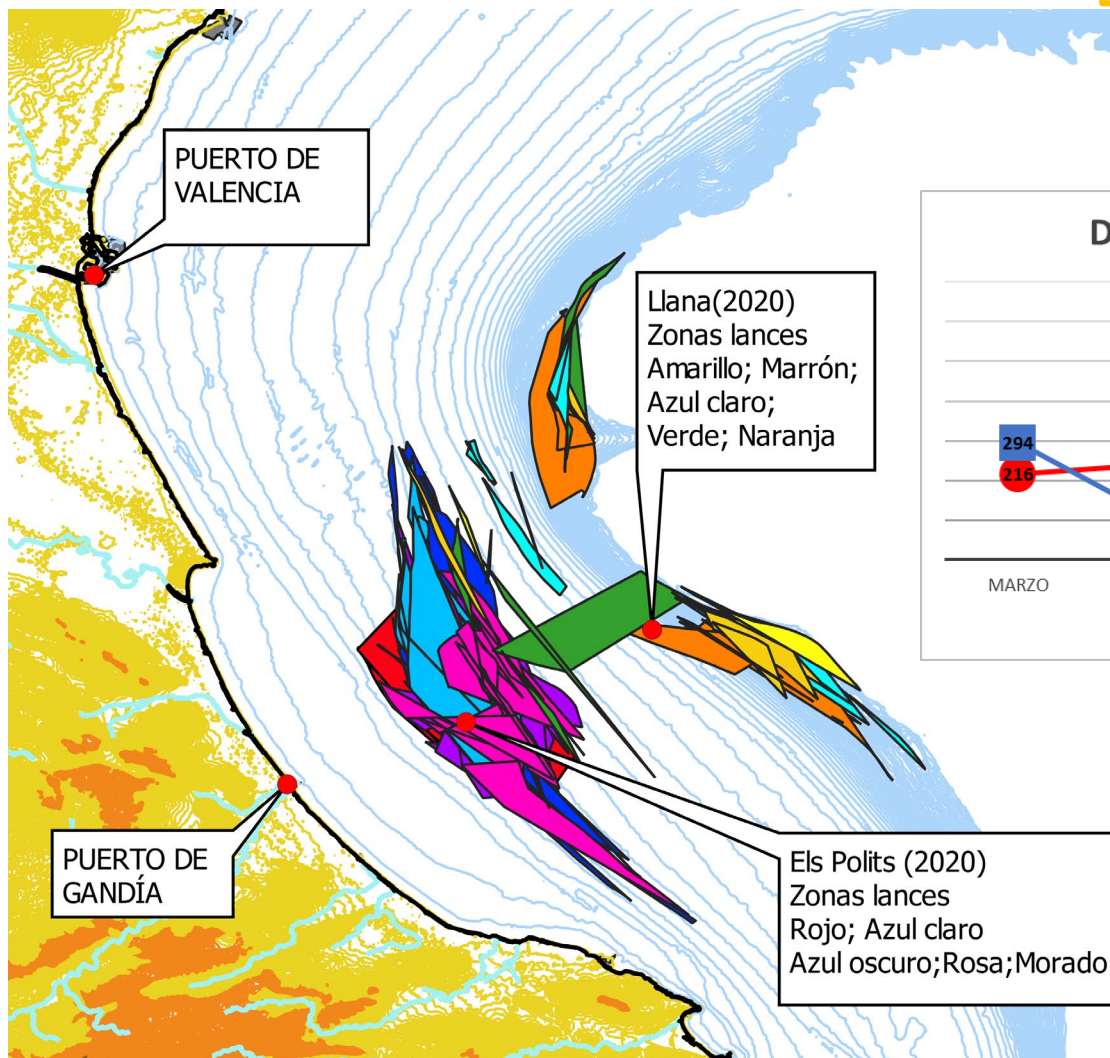 PUERTO DE
VALENCIA
Llana(2020)
Zonas lances
Amarillo; Marrón;
Azul claro;
Verde; Naranja
D
294
216
MARZO
PUERTO DE
GANDÍA
Els Polits (2020)
Zonas lances
Rojo; Azul claro
Azul oscuro;Rosa;Morado